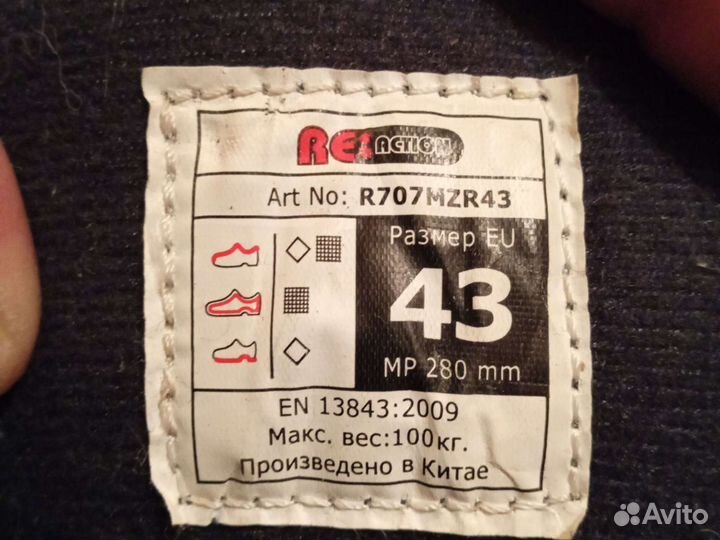 RE:ACTION
Art No: R707MZR43
Размер EU
43
MP 280 mm
EN 13843:2009
Макс. вес:100кг.
Произведено в Китае
Avito